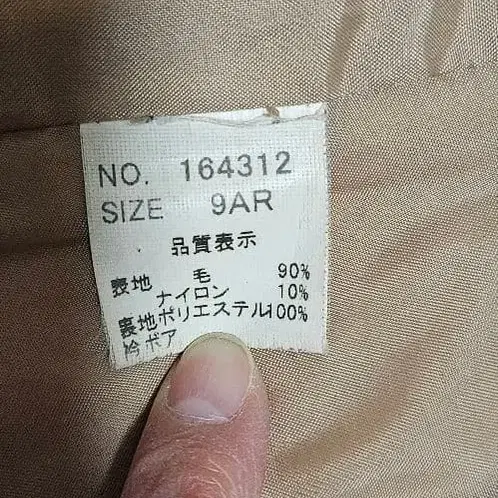 NO. 164312
SIZE 9AR
品質表示
表地 毛 90%
ナイロン 10%
裏地ポリエステル100%
衿ボア